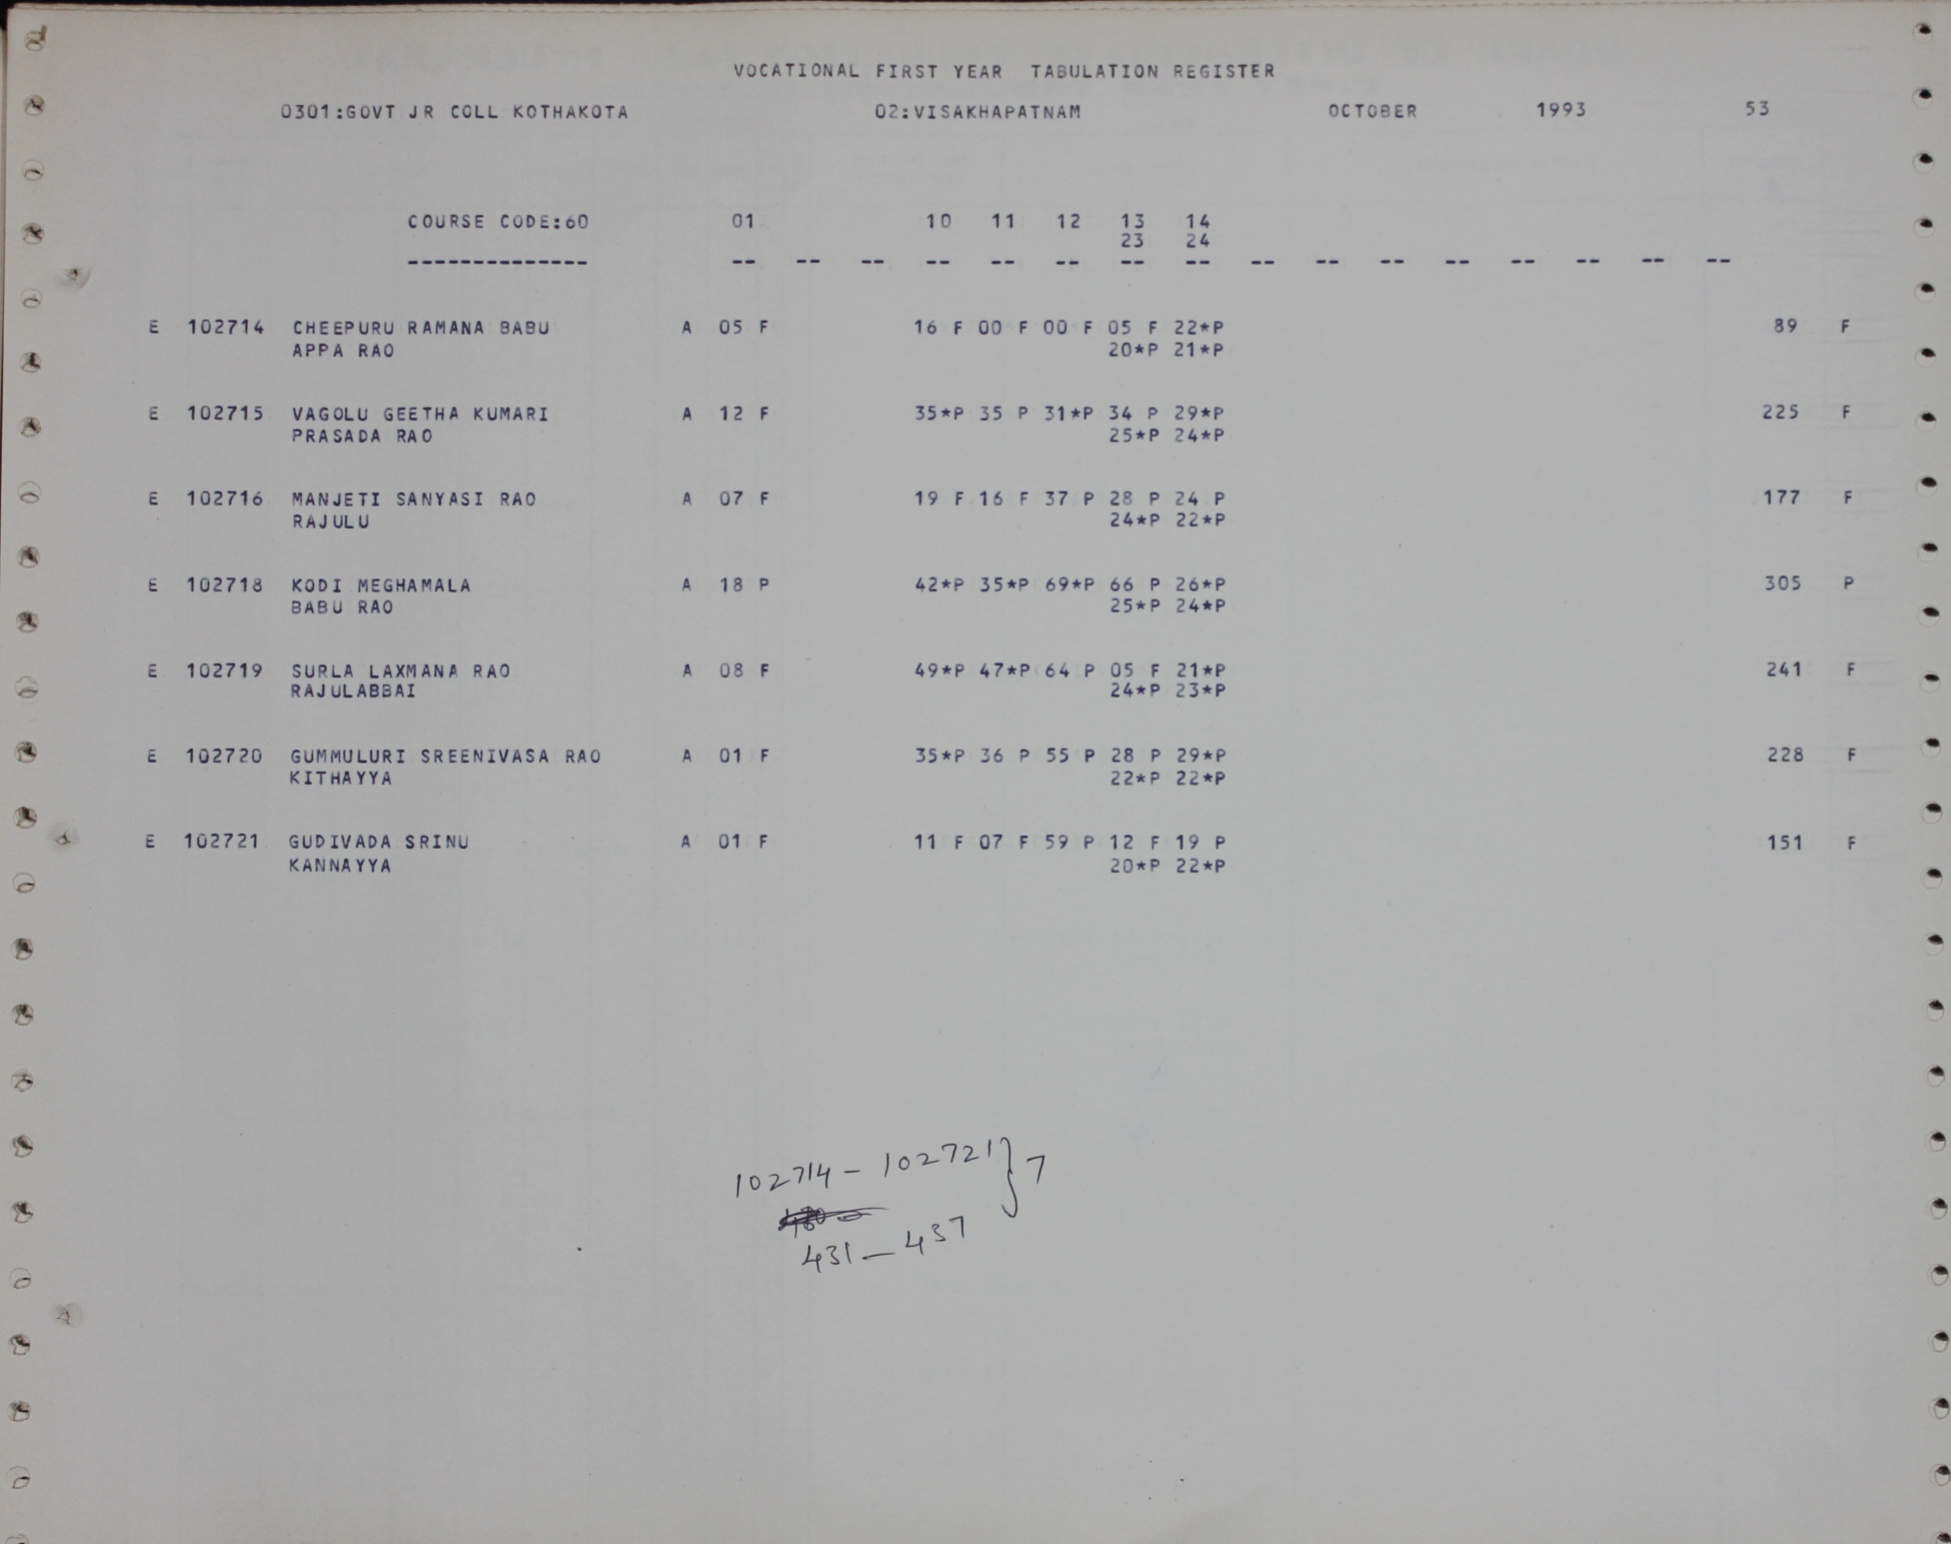 VOCATIONAL FIRST YEAR TABULATION REGISTER
0301:GOVT JR COLL KOTHAKOTA 02:VISAKHAPATNAM OCTOBER 1993 53
COURSE CODE:60 01 10 11 12 13 14
23 24
-------------- -- -- -- -- -- -- -- -- -- -- -- -- -- -- -- --
E 102714 CHEEPURU RAMANA BABU A 05 F 16 F 00 F 00 F 05 F 22*P 89 F
APPA RAO 20*P 21*P
E 102715 VAGOLU GEETHA KUMARI A 12 F 35*P 35 P 31*P 34 P 29*P 225 F
PRASADA RAO 25*P 24*P
E 102716 MANJETI SANYASI RAO A 07 F 19 F 16 F 37 P 28 P 24 P 177 F
RAJULU 24*P 22*P
E 102718 KODI MEGHAMALA A 18 P 42*P 35*P 69*P 66 P 26*P 305 P
BABU RAO 25*P 24*P
E 102719 SURLA LAXMANA RAO A 08 F 49*P 47*P 64 P 05 F 21*P 241 F
RAJULABBAI 24*P 23*P
E 102720 GUMMULURI SREENIVASA RAO A 01 F 35*P 36 P 55 P 28 P 29*P 228 F
KITHAYYA 22*P 22*P
E 102721 GUDIVADA SRINU A 01 F 11 F 07 F 59 P 12 F 19 P 151 F
KANNAYYA 20*P 22*P
102714 - 102721 } 7
431 - 437